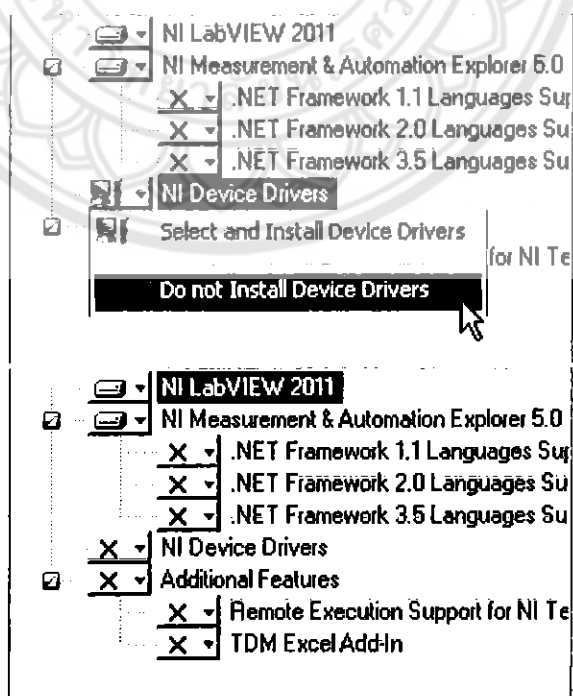 NI LabVIEW 2011
NI Measurement & Automation Explorer 5.0
.NET Framework 1.1 Languages Sup
.NET Framework 2.0 Languages Su
.NET Framework 3.5 Languages Su
NI Device Drivers
Select and Install Device Drivers
for NI Te
Do not Install Device Drivers
NI LabVIEW 2011
NI Measurement & Automation Explorer 5.0
.NET Framework 1.1 Languages Sup
.NET Framework 2.0 Languages Su
.NET Framework 3.5 Languages Su
NI Device Drivers
Additional Features
Remote Execution Support for NI Te
TDM Excel Add-In